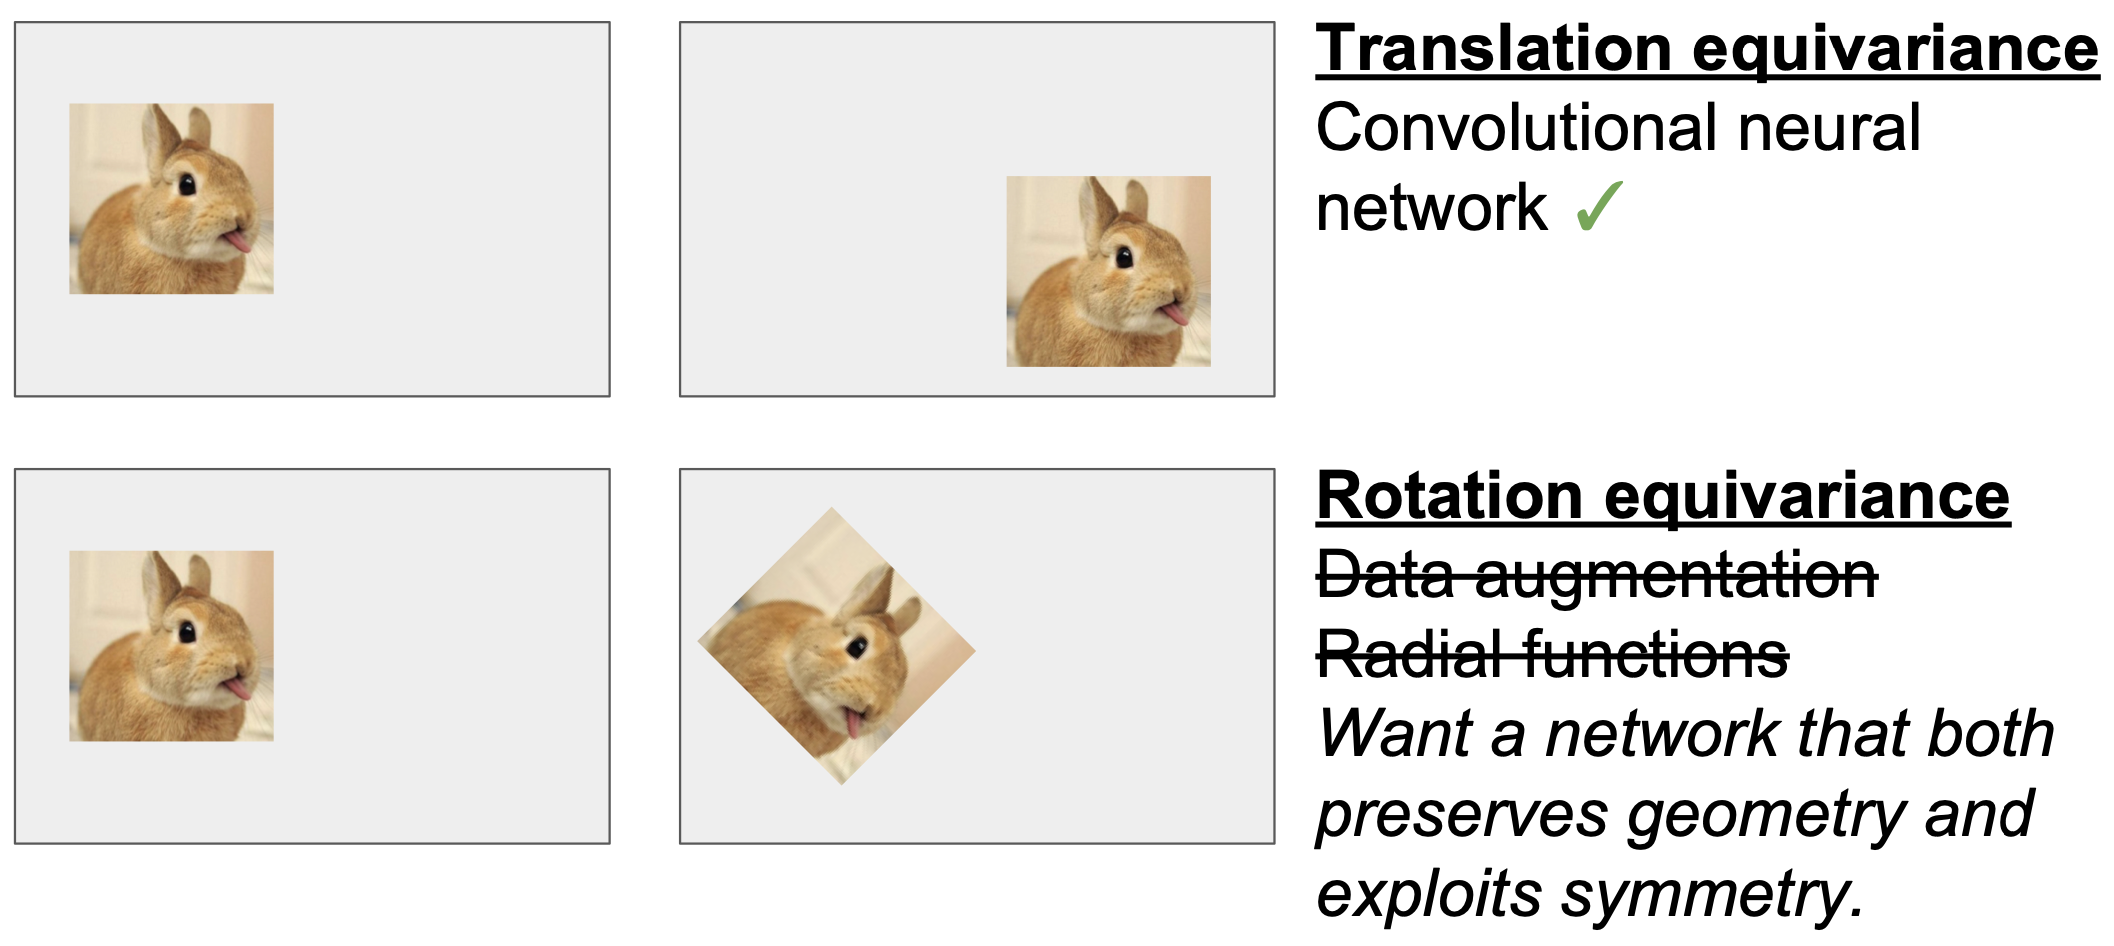 Translation equivariance
Convolutional neural
network ✓
Rotation equivariance
Data augmentation
Radial functions
Want a network that both
preserves geometry and
exploits symmetry.